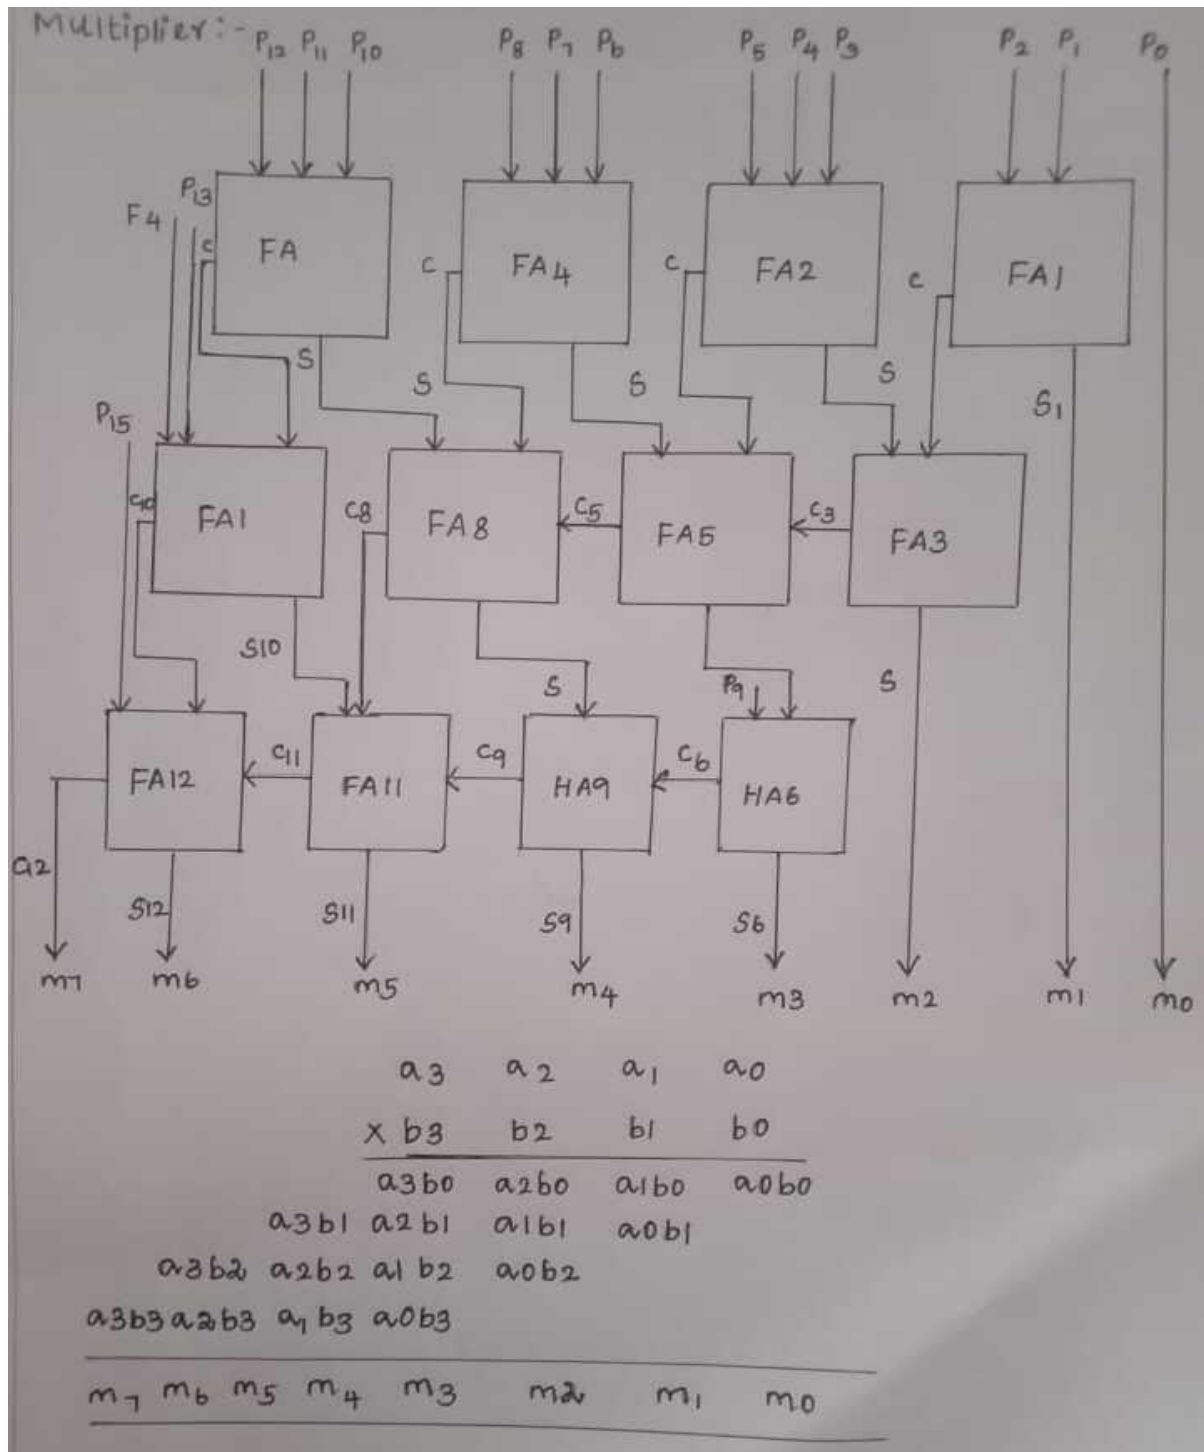 Multiplier:-
P12 P11 P10 P8 P7 P6 P5 P4 P3 P2 P1 P0
F4 P13
C FA C FA4 C FA2 C FA1
S S S S S1
P15
C10 FA1 C8 FA8 C5 FA5 C3 FA3
S10 S P9 S
FA12 C11 FA11 C9 HA9 C6 HA6
a2 S12 S11 S9 S6
m7 m6 m5 m4 m3 m2 m1 m0
a3 a2 a1 a0
x b3 b2 b1 b0
a3b0 a2b0 a1b0 a0b0
a3b1 a2b1 a1b1 a0b1
a3b2 a2b2 a1b2 a0b2
a3b3 a2b3 a1b3 a0b3
m7 m6 m5 m4 m3 m2 m1 m0